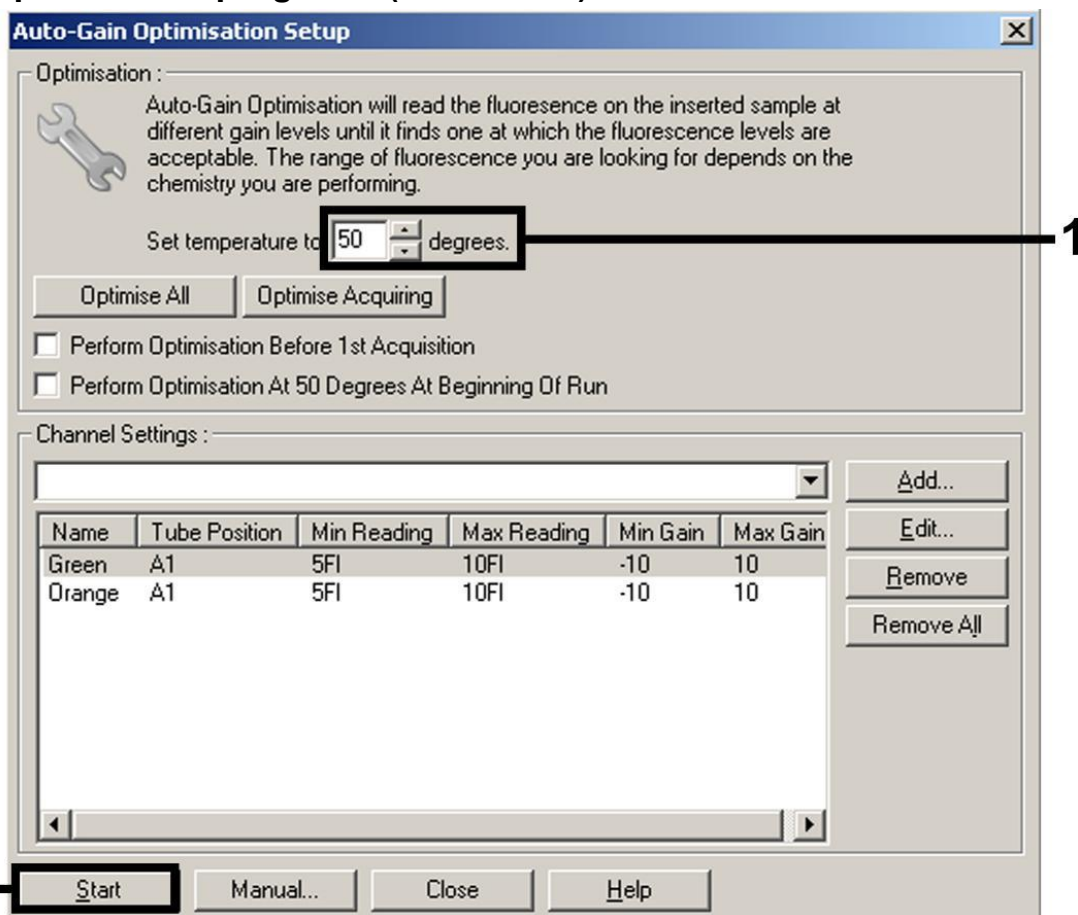 Auto-Gain Optimisation Setup
Optimisation :
Auto-Gain Optimisation will read the fluoresence on the inserted sample at
different gain levels until it finds one at which the fluorescence levels are
acceptable. The range of fluorescence you are looking for depends on the
chemistry you are performing.
Set temperature to 50 degrees.
1
Optimise All Optimise Acquiring
Perform Optimisation Before 1st Acquisition
Perform Optimisation At 50 Degrees At Beginning Of Run
Channel Settings :
Add...
Name Tube Position Min Reading Max Reading Min Gain Max Gain
Edit...
Green A1 5Fl 10Fl -10 10
Remove
Orange A1 5Fl 10Fl -10 10
Remove All
Start Manual... Close Help